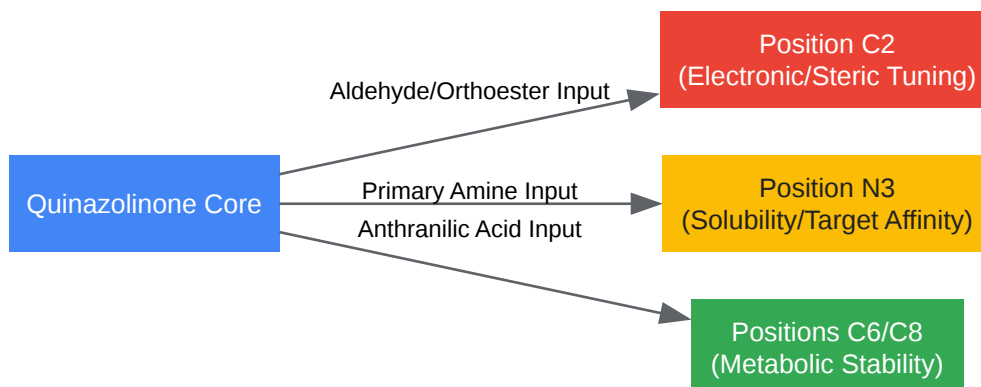 Position C2
(Electronic/Steric Tuning)
Aldehyde/Orthoester Input
Quinazolinone Core
Primary Amine Input
Position N3
(Solubility/Target Affinity)
Anthranilic Acid Input
Positions C6/C8
(Metabolic Stability)